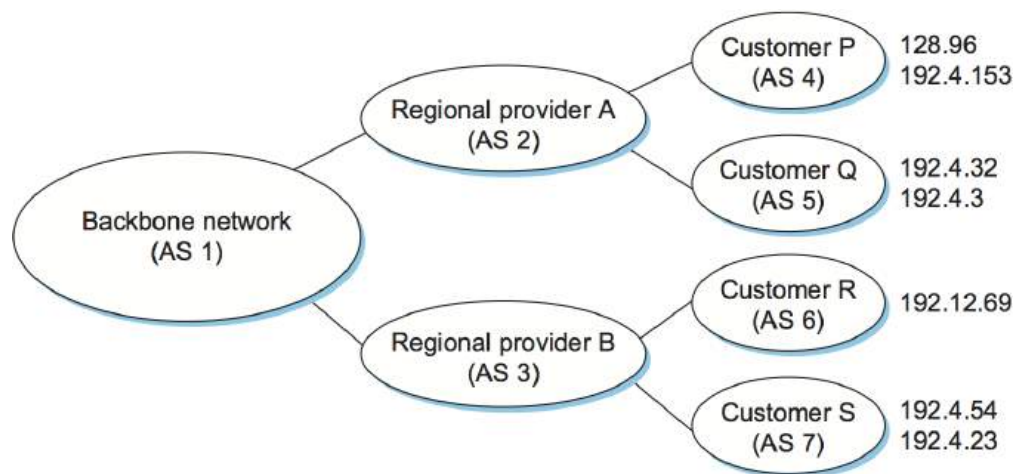 Customer P
(AS 4)
128.96
192.4.153
Regional provider A
(AS 2)
Customer Q
(AS 5)
192.4.32
192.4.3
Backbone network
(AS 1)
Customer R
(AS 6)
192.12.69
Regional provider B
(AS 3)
Customer S
(AS 7)
192.4.54
192.4.23